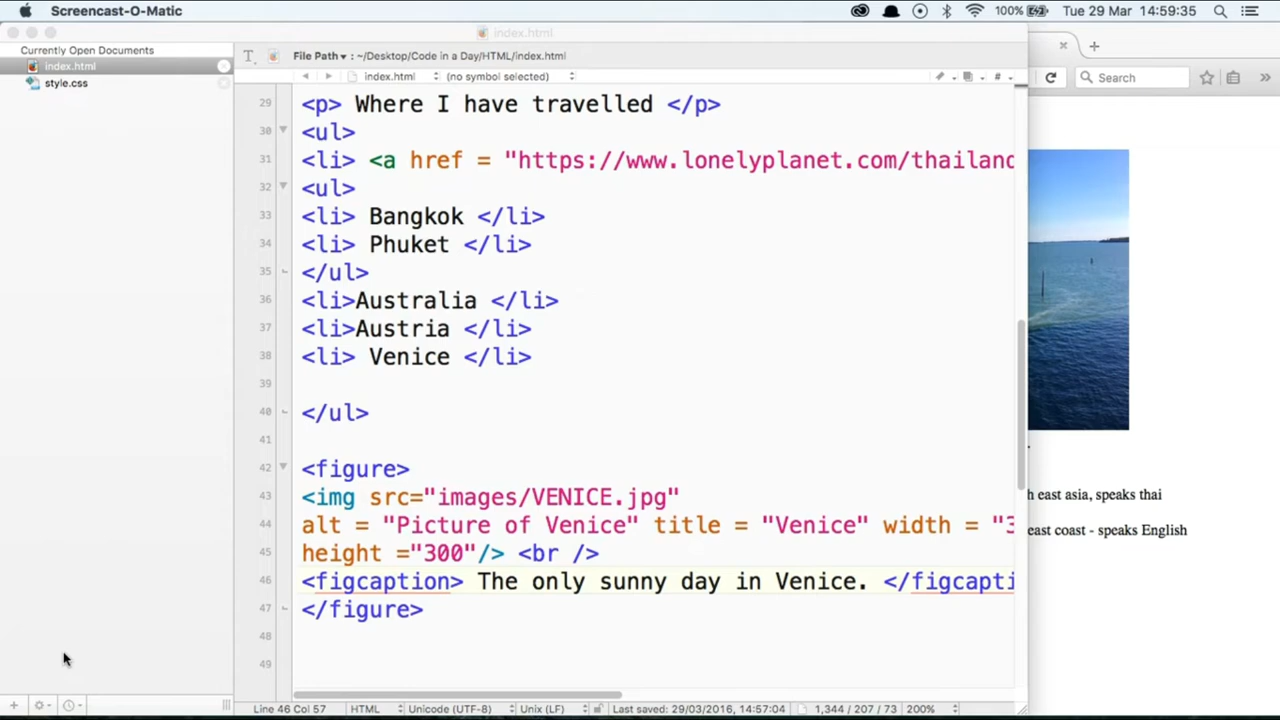 Screencast-O-Matic
100%
Tue 29 Mar 14:59:35
index.html
Currently Open Documents
index.html
style.css
File Path ▾ : ~/Desktop/Code in a Day/HTML/index.html
index.html
(no symbol selected)
#
Search
29 <p> Where I have travelled </p>
30 <ul>
31 <li> <a href = "https://www.lonelyplanet.com/thailand
32 <ul>
33 <li> Bangkok </li>
34 <li> Phuket </li>
35 </ul>
36 <li>Australia </li>
37 <li>Austria </li>
38 <li> Venice </li>
39
40 </ul>
41
42 <figure>
43 <img src="images/VENICE.jpg"
44 alt = "Picture of Venice" title = "Venice" width = "3
45 height ="300"/> <br />
46 <figcaption> The only sunny day in Venice. </figcapti
47 </figure>
48
49
h east asia, speaks thai
east coast - speaks English
Line 46 Col 57
HTML
Unicode (UTF-8)
Unix (LF)
Last saved: 29/03/2016, 14:57:04
1,344 / 207 / 73
200%